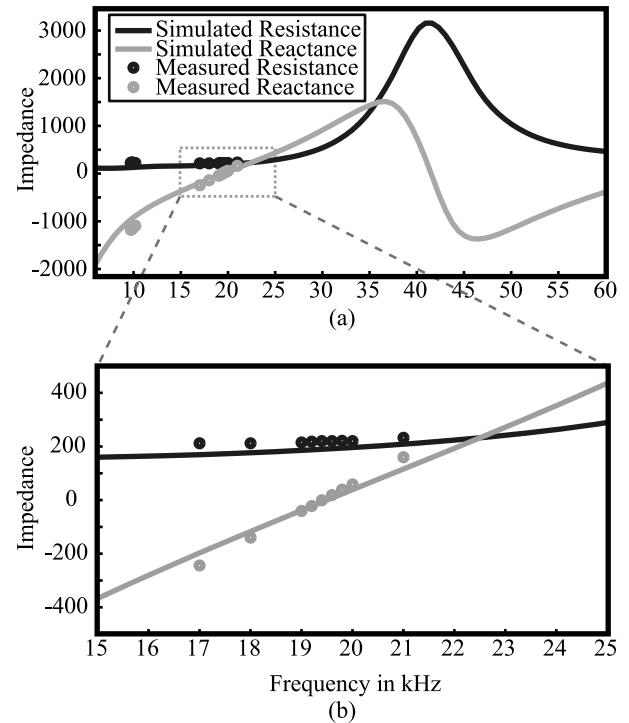 Simulated Resistance
Simulated Reactance
Measured Resistance
Measured Reactance
Impedance
3000
2000
1000
0
-1000
-2000
10 15 20 25 30 35 40 45 50 55 60
(a)
Impedance
400
200
0
-200
-400
15 16 17 18 19 20 21 22 23 24 25
Frequency in kHz
(b)